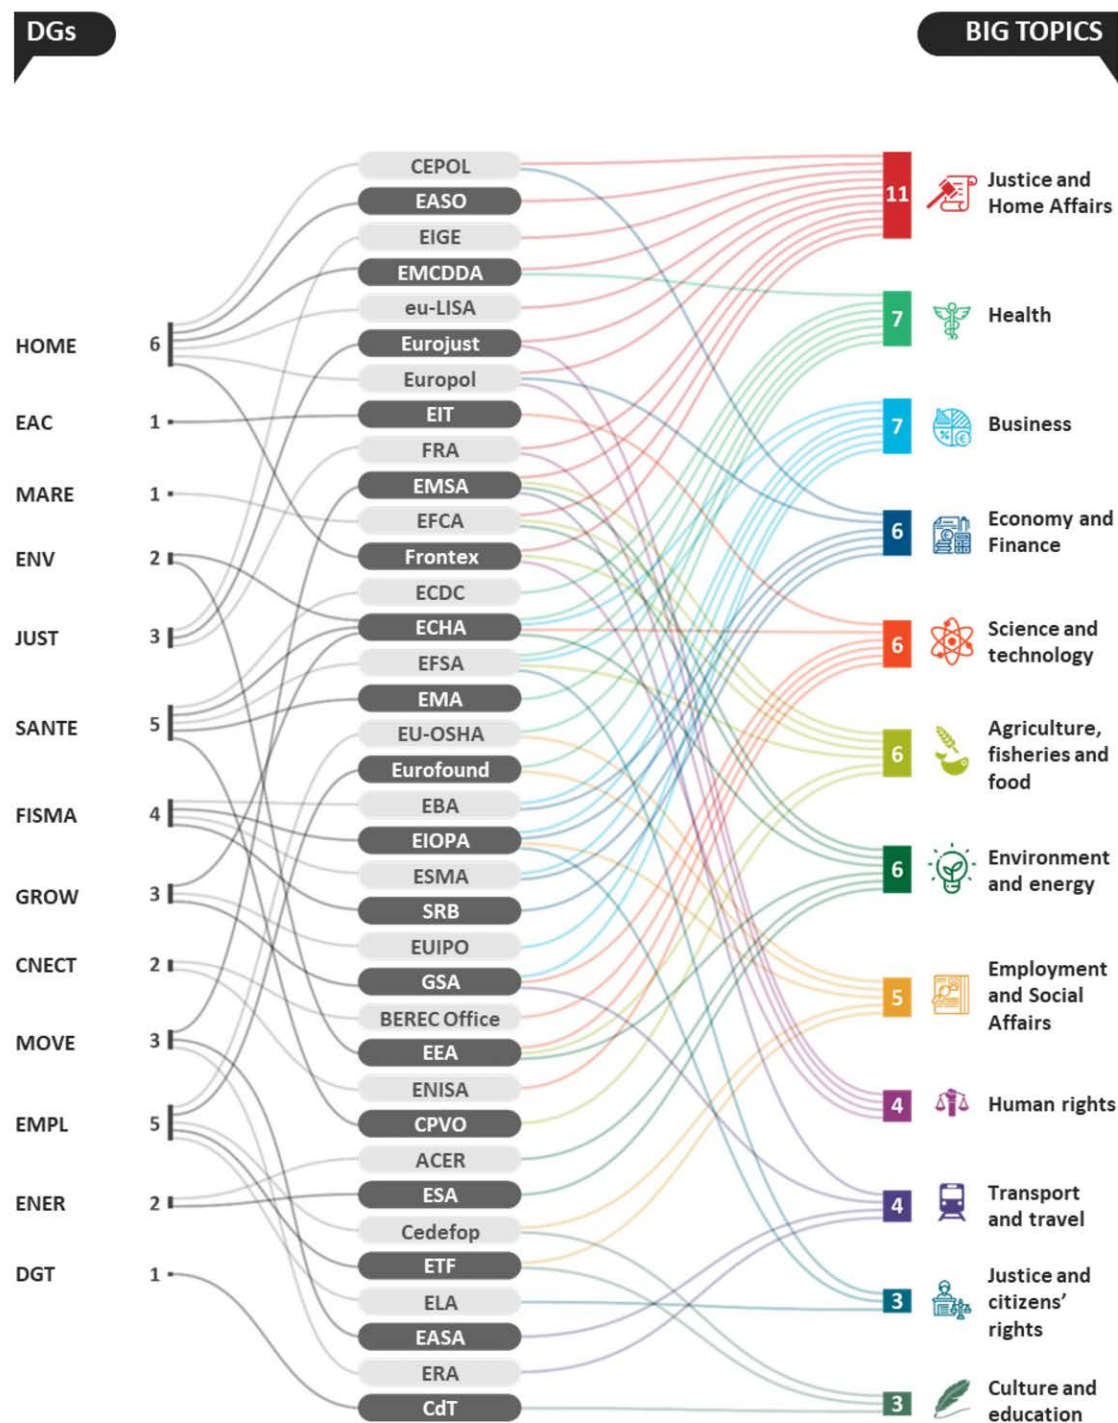 DGs
BIG TOPICS
HOME 6
EAC 1
MARE 1
ENV 2
JUST 3
SANTE 5
FISMA 4
GROW 3
CNECT 2
MOVE 3
EMPL 5
ENER 2
DGT 1
CEPOL
EASO
EIGE
EMCDDA
eu-LISA
Eurojust
Europol
EIT
FRA
EMSA
EFCA
Frontex
ECDC
ECHA
EFSA
EMA
EU-OSHA
Eurofound
EBA
EIOPA
ESMA
SRB
EUIPO
GSA
BEREC Office
EEA
ENISA
CPVO
ACER
ESA
Cedefop
ETF
ELA
EASA
ERA
CdT
11
Justice and
Home Affairs
7
Health
7
Business
6
Economy and
Finance
6
Science and
technology
6
Agriculture,
fisheries and
food
6
Environment
and energy
5
Employment
and Social
Affairs
4
Human rights
4
Transport
and travel
3
Justice and
citizens’
rights
3
Culture and
education